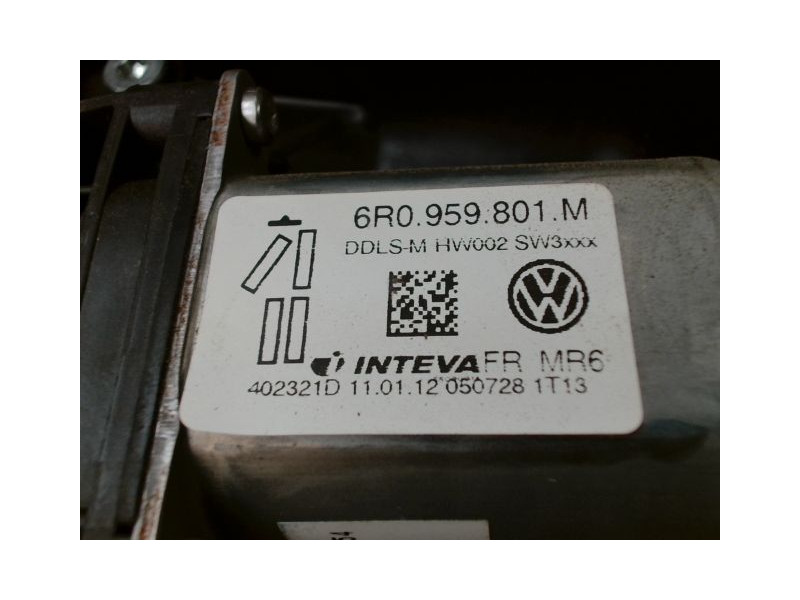 6R0.959.801.M
DDLS-M HW002 SW3xxx
INTEVA FR MR6
402321D 11.01.12 050728 1T13